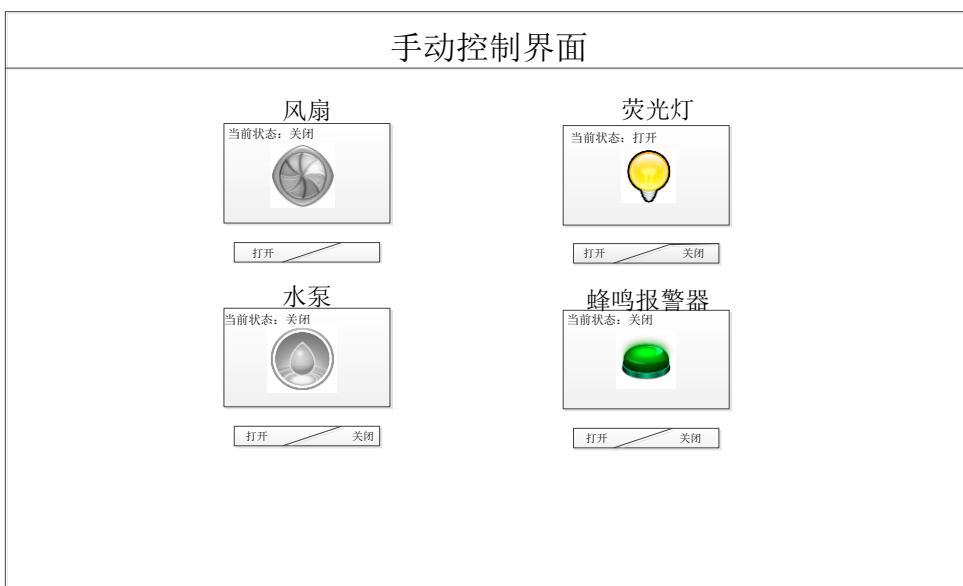 手动控制界面
风扇
当前状态：关闭
打开
荧光灯
当前状态：打开
打开 关闭
水泵
当前状态：关闭
打开 关闭
蜂鸣报警器
当前状态：关闭
打开 关闭